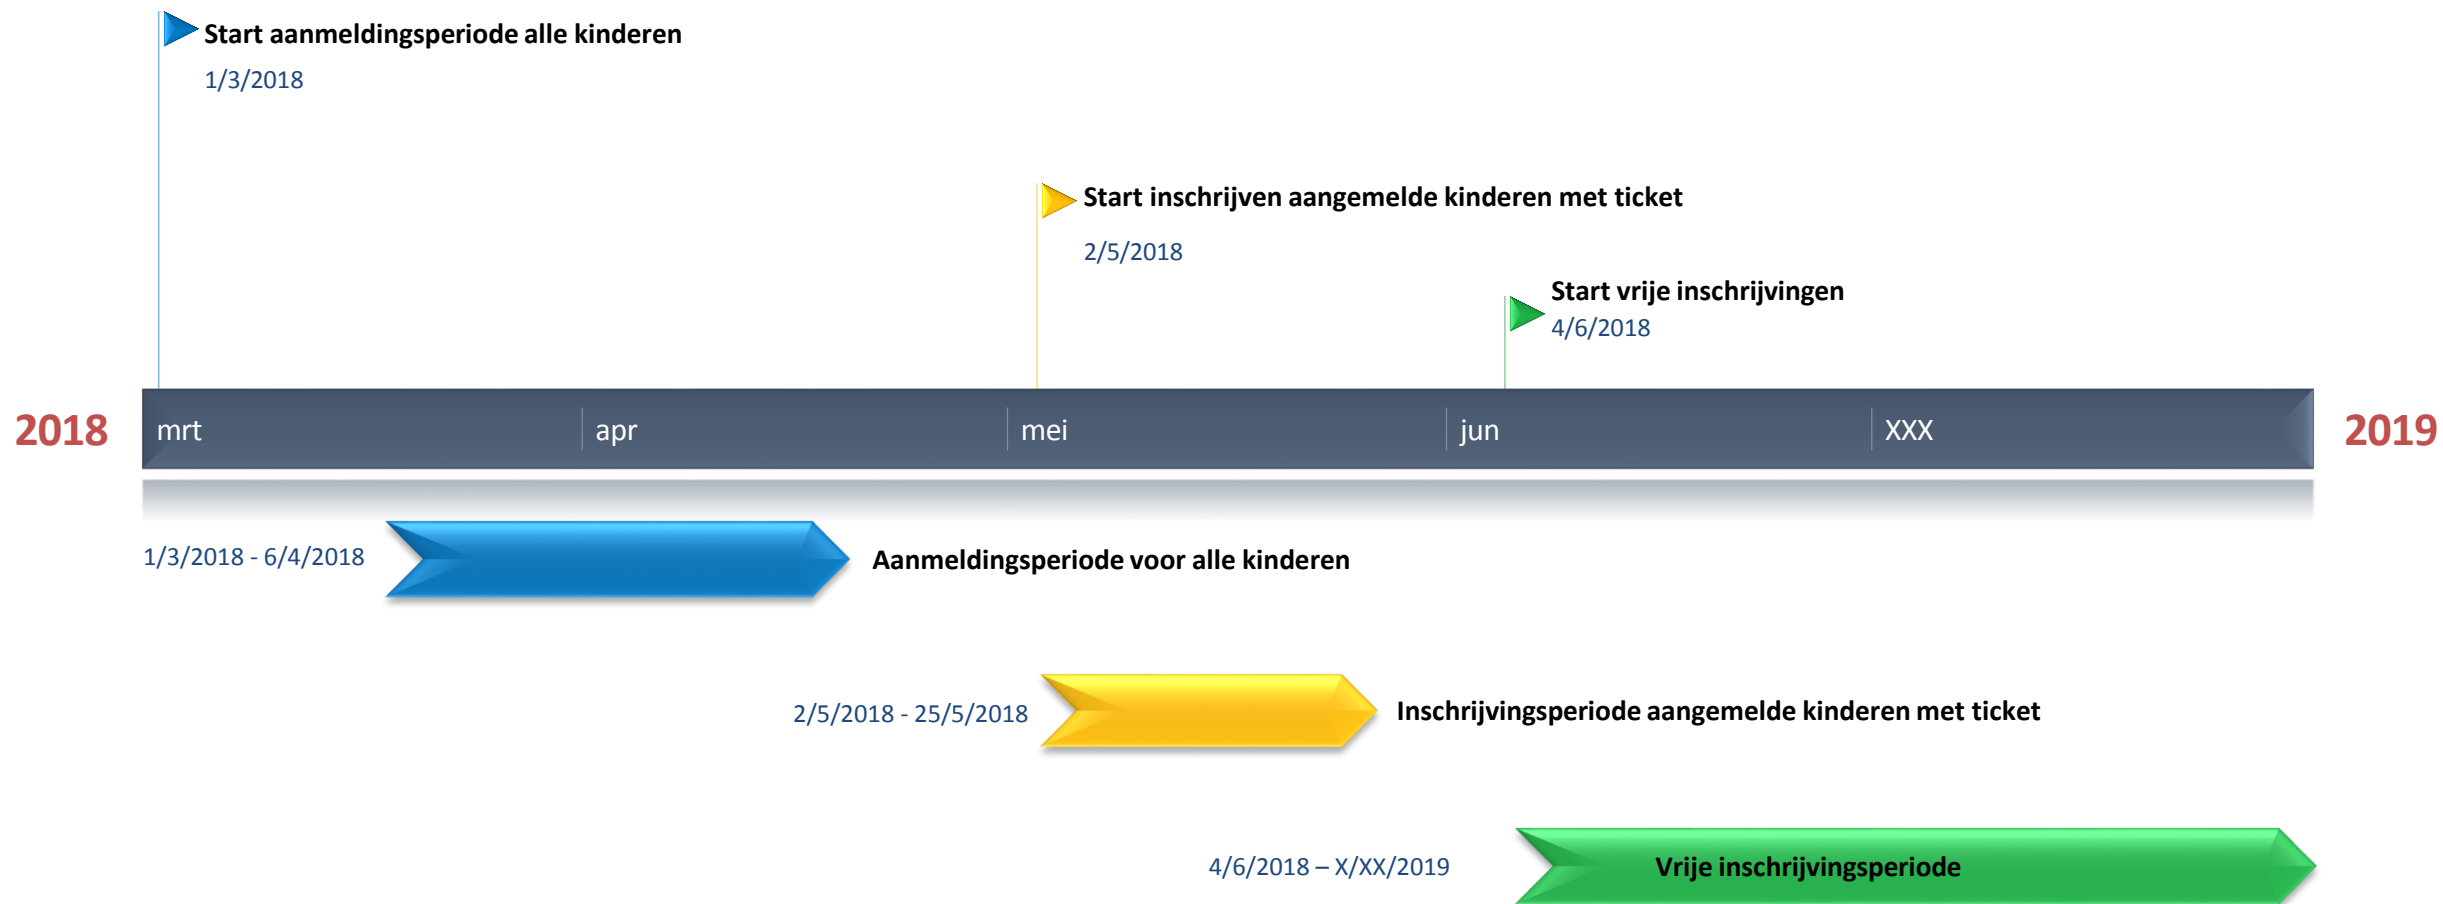 Start aanmeldingsperiode alle kinderen
1/3/2018
Start inschrijven aangemelde kinderen met ticket
2/5/2018
Start vrije inschrijvingen
4/6/2018
2018 mrt apr mei jun XXX 2019
1/3/2018 - 6/4/2018 Aanmeldingsperiode voor alle kinderen
2/5/2018 - 25/5/2018 Inschrijvingsperiode aangemelde kinderen met ticket
4/6/2018 – X/XX/2019 Vrije inschrijvingsperiode